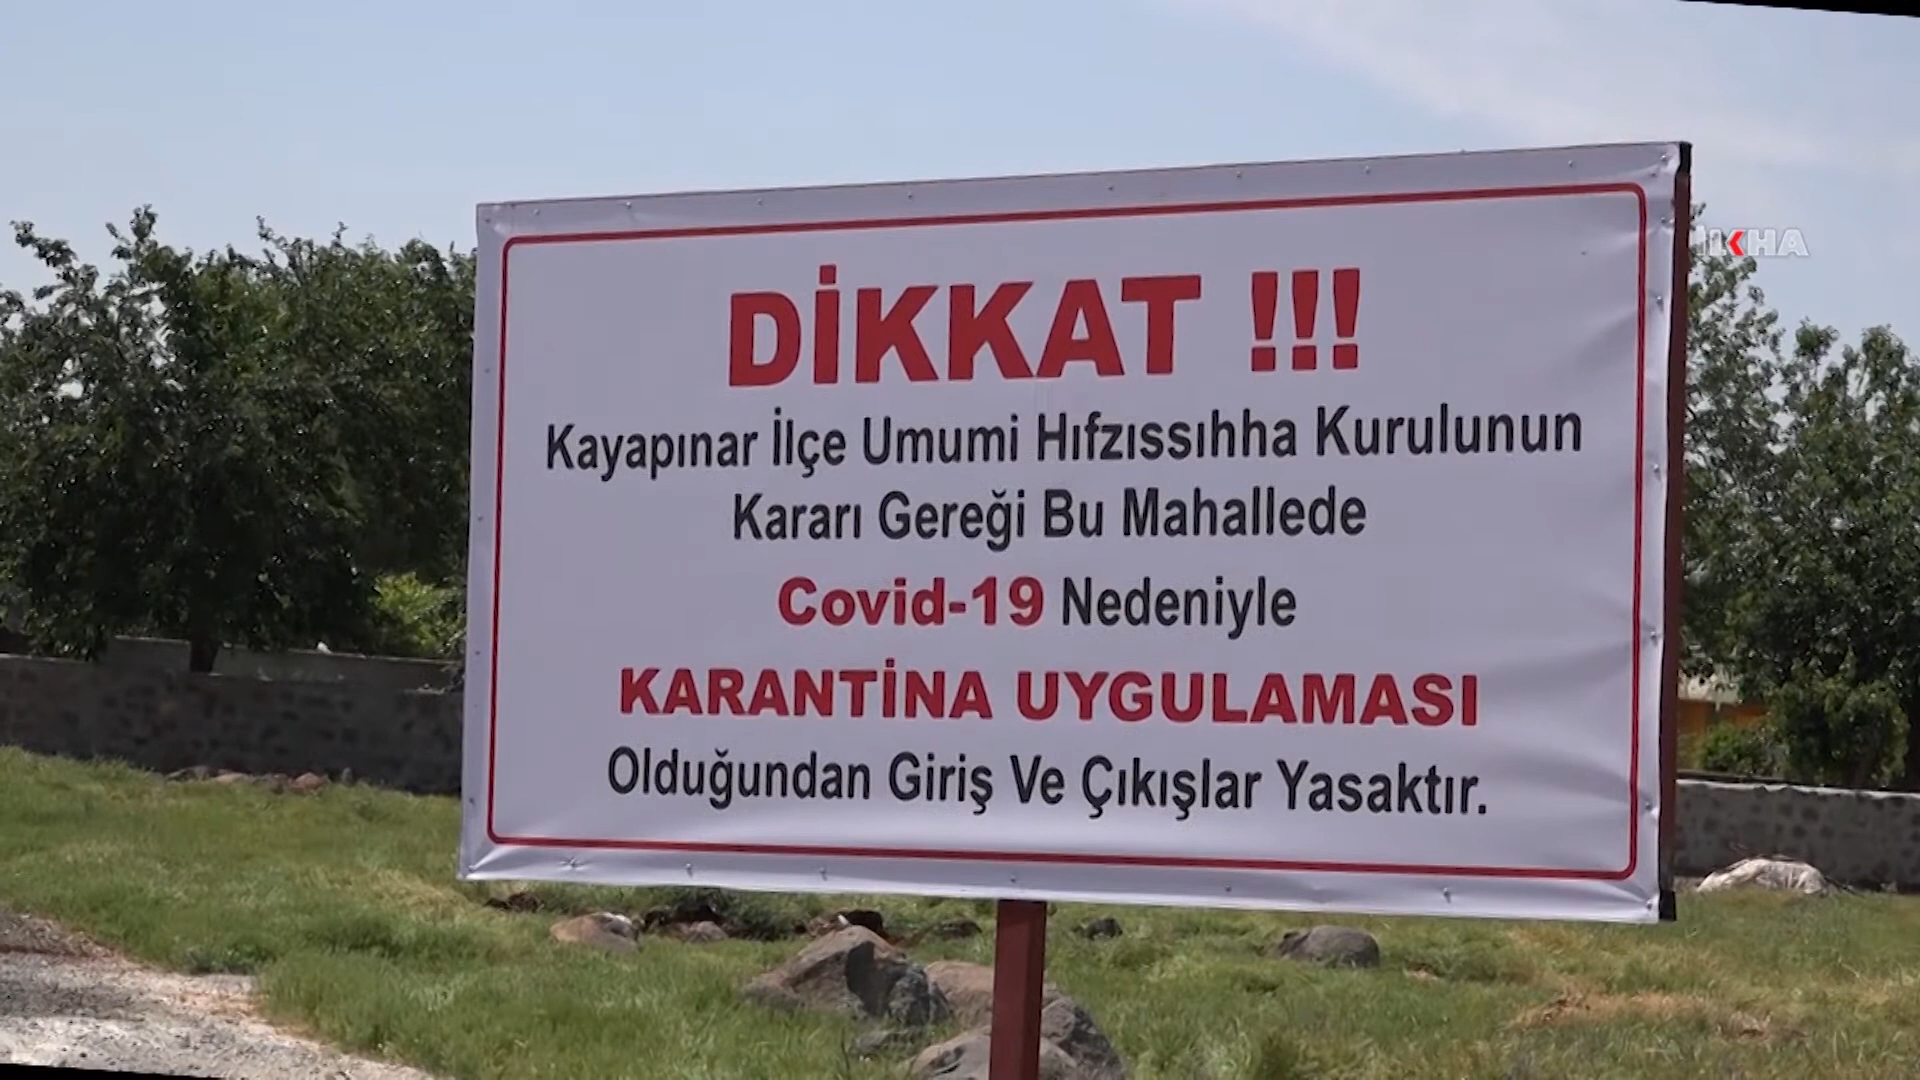 DİKKAT !!!
Kayapınar İlçe Umumi Hıfzıssıhha Kurulunun
Kararı Gereği Bu Mahallede
Covid-19 Nedeniyle
KARANTİNA UYGULAMASI
Olduğundan Giriş Ve Çıkışlar Yasaktır.
İLKHA